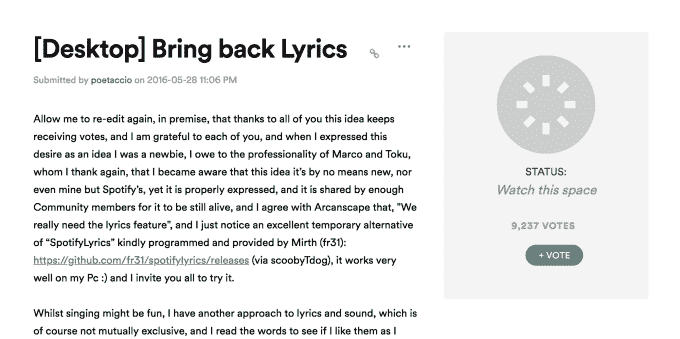 [Desktop] Bring back Lyrics
Submitted by poetaccio on 2016-05-28 11:06 PM
Allow me to re-edit again, in premise, that thanks to all of you this idea keeps
receiving votes, and I am grateful to each of you, and when I expressed this
desire as an idea I was a newbie, I owe to the professionality of Marco and Toku,
whom I thank again, that I became aware that this idea it's by no means new, nor
even mine but Spotify's, yet it is properly expressed, and it is shared by enough
Community members for it to be still alive, and I agree with Arcanscape that, "We
really need the lyrics feature", and I just notice an excellent temporary alternative
of "SpotifyLyrics" kindly programmed and provided by Mirth (fr31):
https://github.com/fr31/spotifylyrics/releases (via scoobyTdog), it works very
well on my Pc :) and I invite you all to try it.
Whilst singing might be fun, I have another approach to lyrics and sound, which is
of course not mutually exclusive, and I read the words to see if I like them as I
STATUS:
Watch this space
9,237 VOTES
+ VOTE